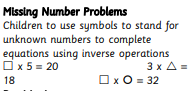 Missing Number Problems
Children to use symbols to stand for
unknown numbers to complete
equations using inverse operations
□ x 5 = 20 3 x △ =
18 □ x O = 32